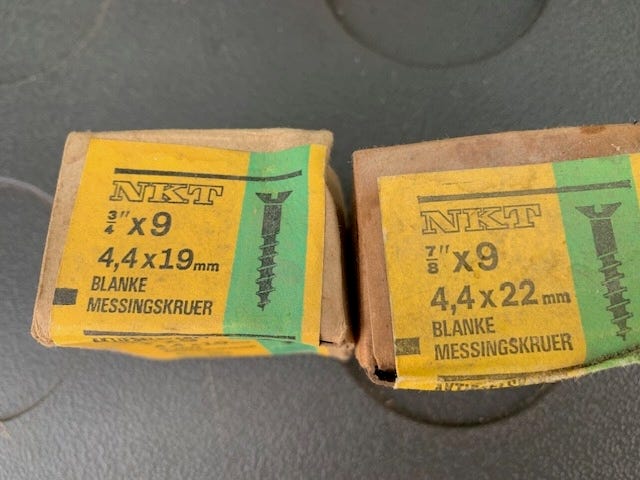 NKT
3/4" x 9
4,4 x 19 mm
BLANKE
MESSINGSKRUER
NKT
7/8" x 9
4,4 x 22 mm
BLANKE
MESSINGSKRUER